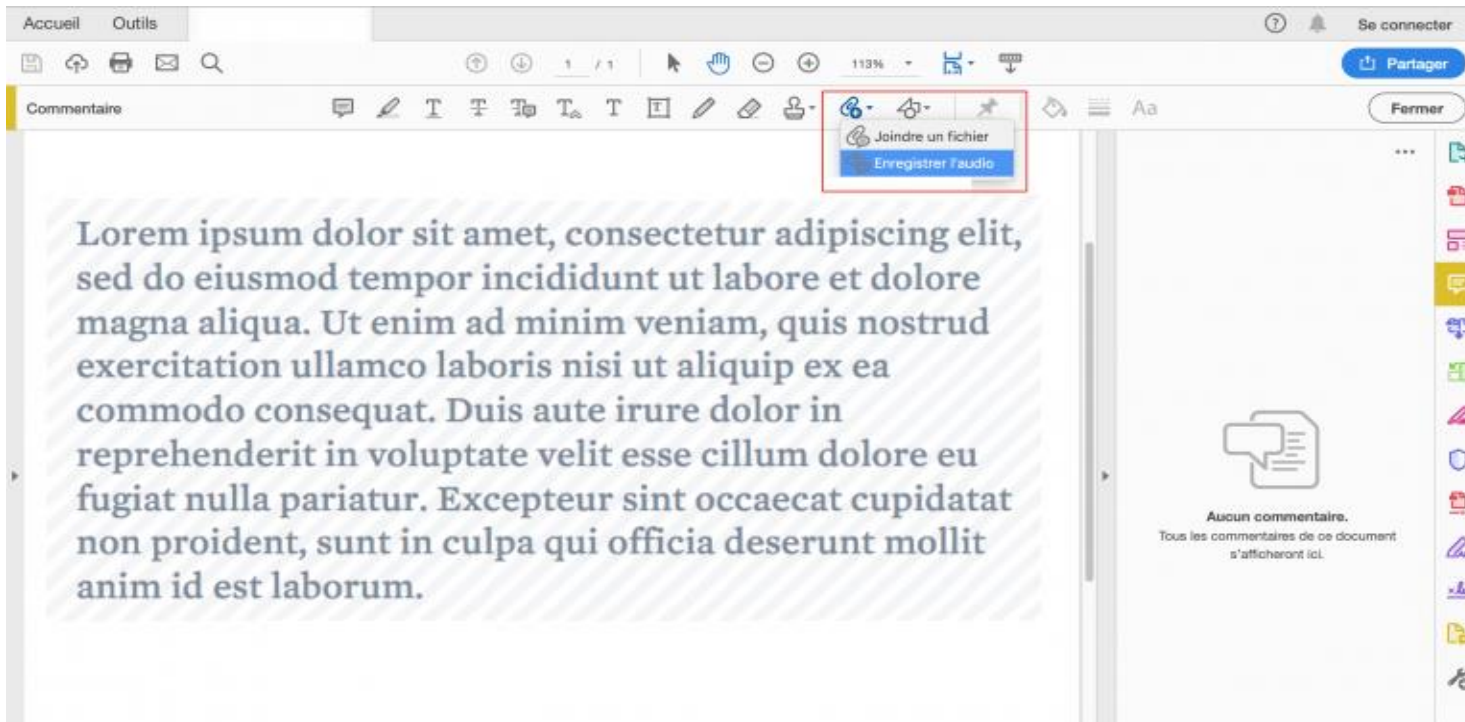 Accueil Outils Se connecter
1 / 1 113% Partager
Commentaire Aa Fermer
Joindre un fichier
Enregistrer l'audio
Lorem ipsum dolor sit amet, consectetur adipiscing elit,
sed do eiusmod tempor incididunt ut labore et dolore
magna aliqua. Ut enim ad minim veniam, quis nostrud
exercitation ullamco laboris nisi ut aliquip ex ea
commodo consequat. Duis aute irure dolor in
reprehenderit in voluptate velit esse cillum dolore eu
fugiat nulla pariatur. Excepteur sint occaecat cupidatat
non proident, sunt in culpa qui officia deserunt mollit
anim id est laborum.
Aucun commentaire.
Tous les commentaires de ce document
s'afficheront ici.